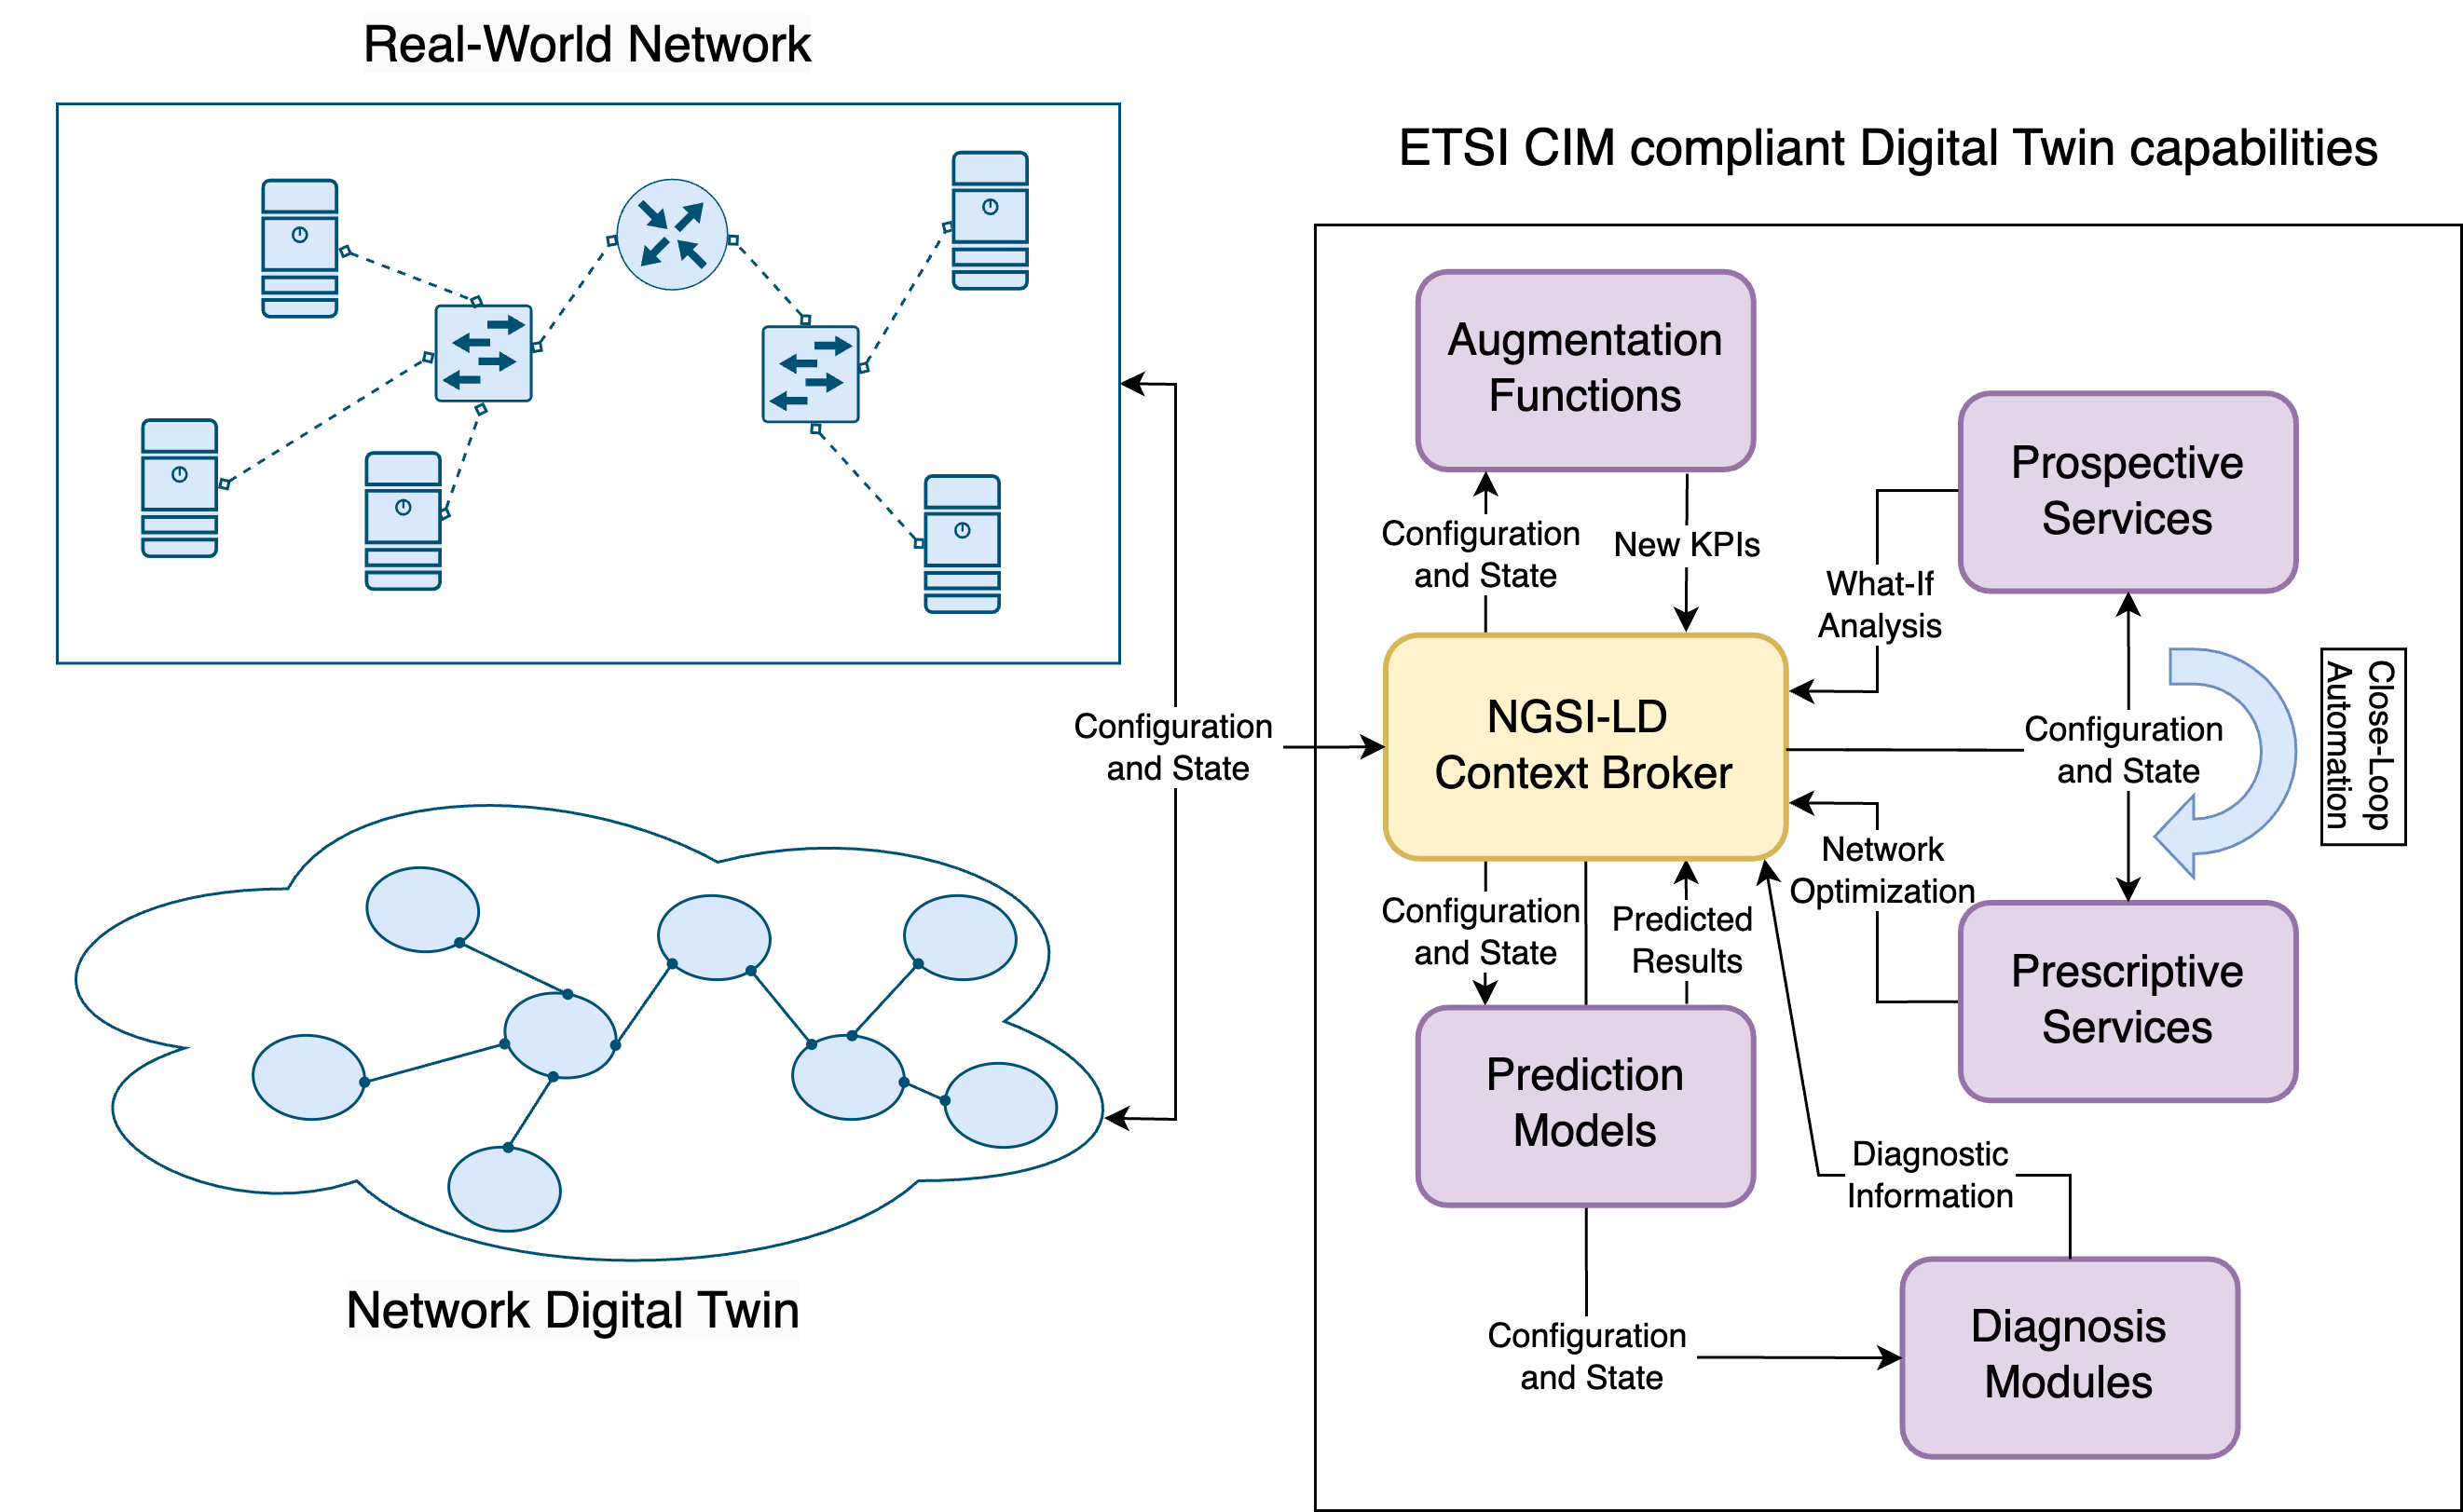 Real-World Network
ETSI CIM compliant Digital Twin capabilities
Augmentation
Functions
Prospective
Services
Configuration
and State
New KPIs
What-If
Analysis
NGSI-LD
Context Broker
Configuration
and State
Configuration
and State
Close-Loop
Automation
Network
Optimization
Configuration
and State
Predicted
Results
Prescriptive
Services
Prediction
Models
Diagnostic
Information
Network Digital Twin
Configuration
and State
Diagnosis
Modules